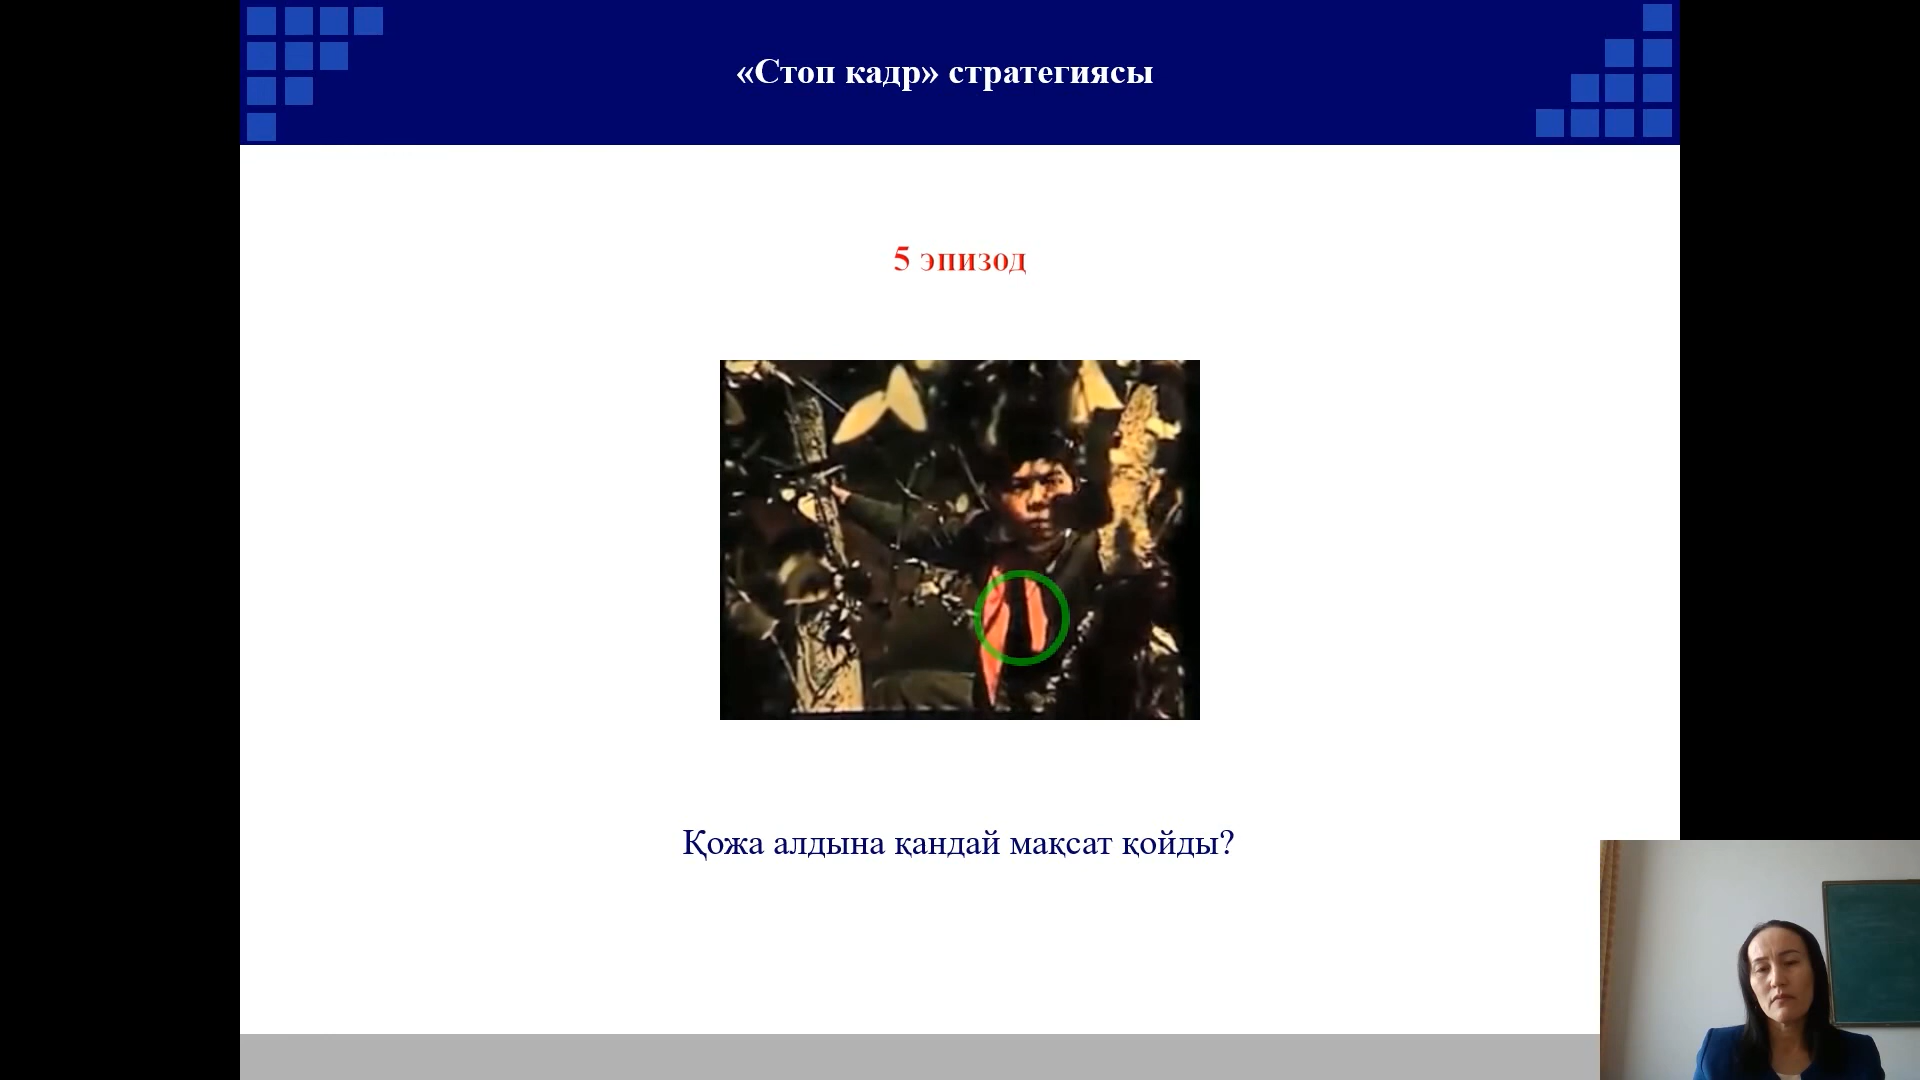 «Стоп кадр» стратегиясы
5 эпизод
Қожа алдына қандай мақсат қойды?